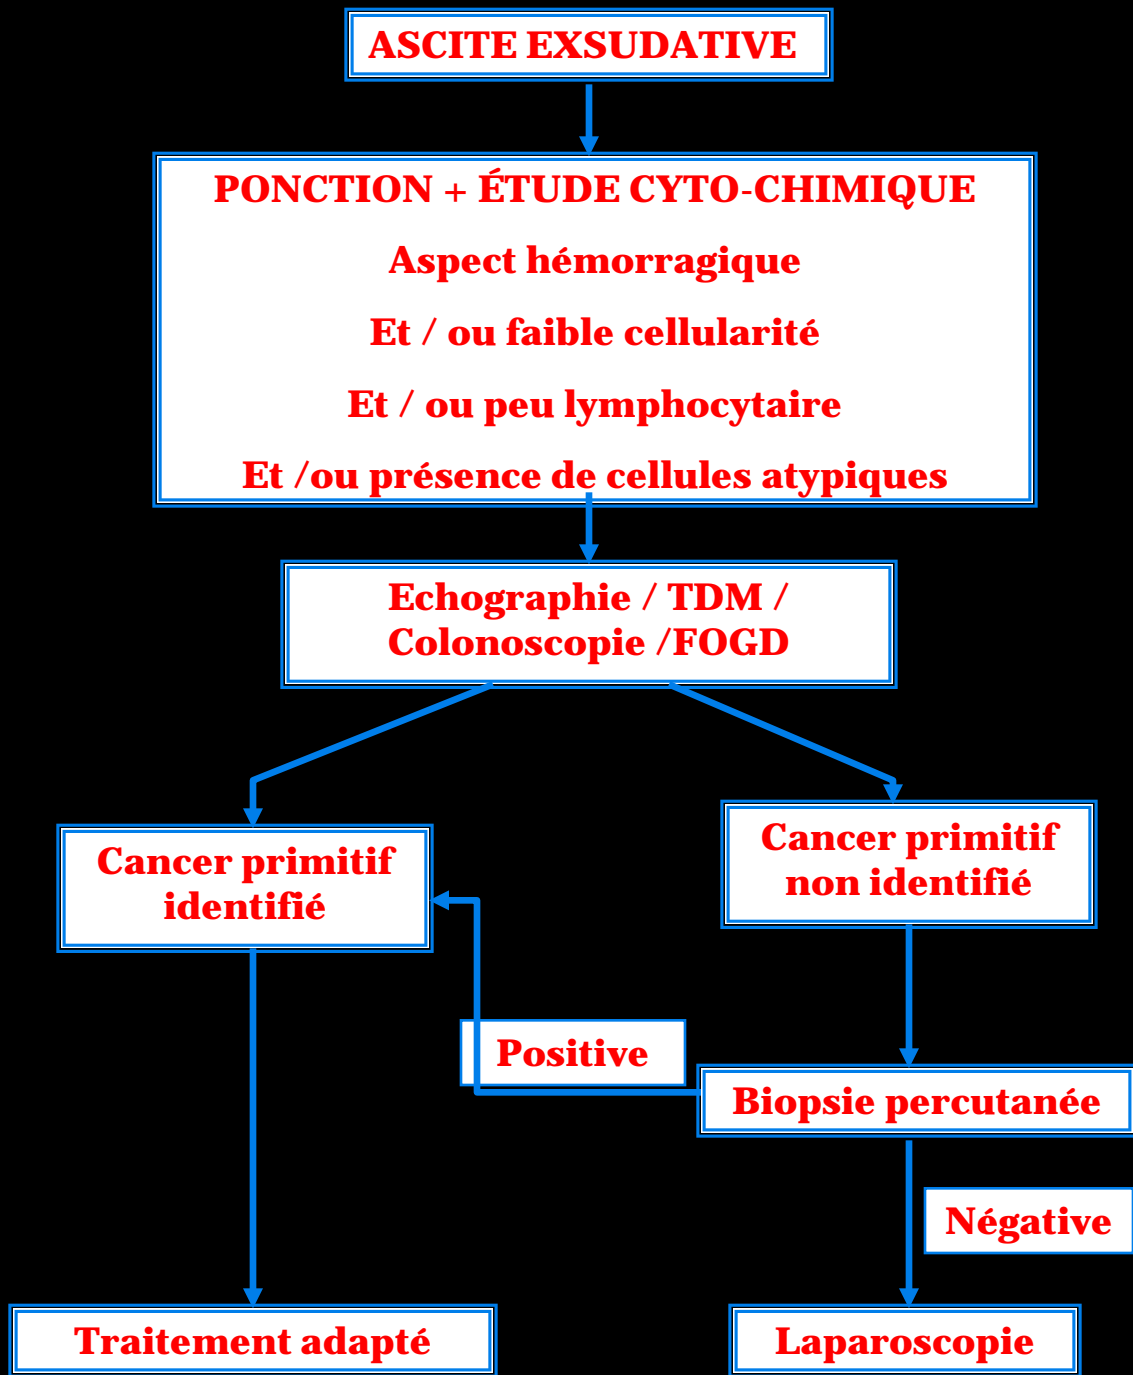 ASCITE EXSUDATIVE
PONCTION + ÉTUDE CYTO-CHIMIQUE
Aspect hémorragique
Et / ou faible cellularité
Et / ou peu lymphocytaire
Et /ou présence de cellules atypiques
Echographie / TDM /
Colonoscopie /FOGD
Cancer primitif
identifié
Cancer primitif
non identifié
Positive
Biopsie percutanée
Négative
Traitement adapté
Laparoscopie